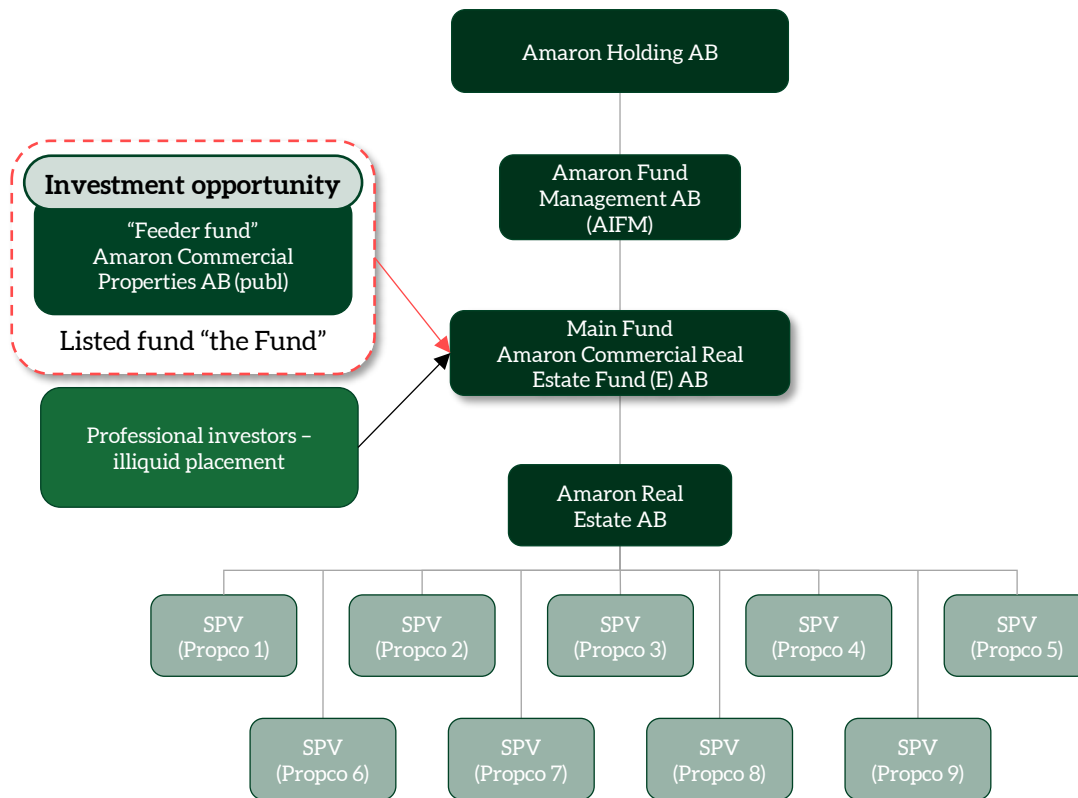 Amaron Holding AB
Amaron Fund
Management AB
(AIFM)
Investment opportunity
“Feeder fund”
Amaron Commercial
Properties AB (publ)
Listed fund “the Fund”
Main Fund
Amaron Commercial Real
Estate Fund (E) AB
Professional investors –
illiquid placement
Amaron Real
Estate AB
SPV
(Propco 1)
SPV
(Propco 2)
SPV
(Propco 3)
SPV
(Propco 4)
SPV
(Propco 5)
SPV
(Propco 6)
SPV
(Propco 7)
SPV
(Propco 8)
SPV
(Propco 9)